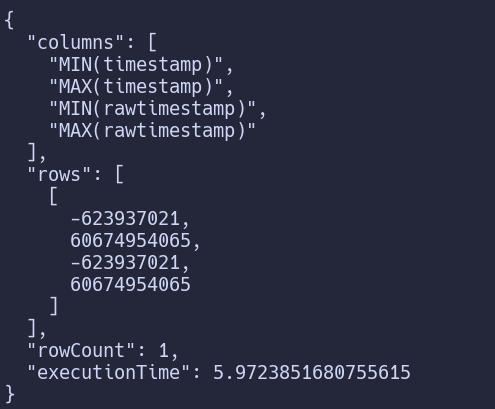 {
  "columns": [
    "MIN(timestamp)",
    "MAX(timestamp)",
    "MIN(rawtimestamp)",
    "MAX(rawtimestamp)"
  ],
  "rows": [
    [
      -623937021,
      60674954065,
      -623937021,
      60674954065
    ]
  ],
  "rowCount": 1,
  "executionTime": 5.9723851680755615
}